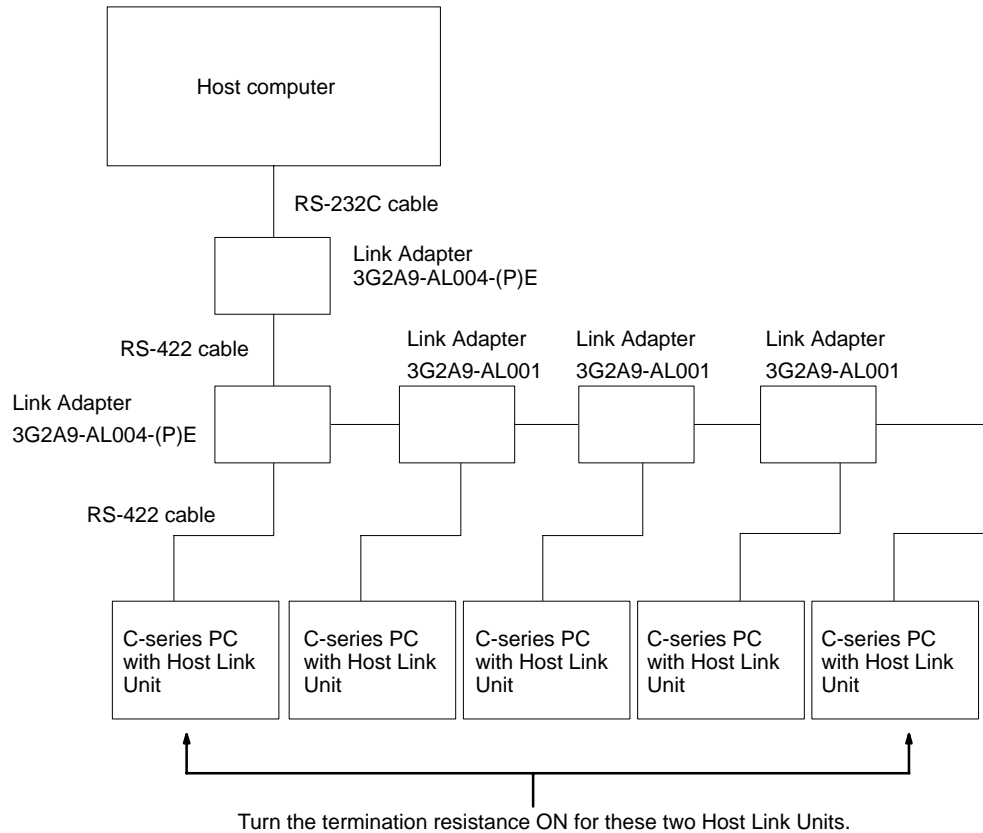 Host computer
RS-232C cable
Link Adapter
3G2A9-AL004-(P)E
RS-422 cable
Link Adapter
3G2A9-AL001
Link Adapter
3G2A9-AL001
Link Adapter
3G2A9-AL001
Link Adapter
3G2A9-AL004-(P)E
RS-422 cable
C-series PC
with Host Link
Unit
C-series PC
with Host Link
Unit
C-series PC
with Host Link
Unit
C-series PC
with Host Link
Unit
C-series PC
with Host Link
Unit
Turn the termination resistance ON for these two Host Link Units.